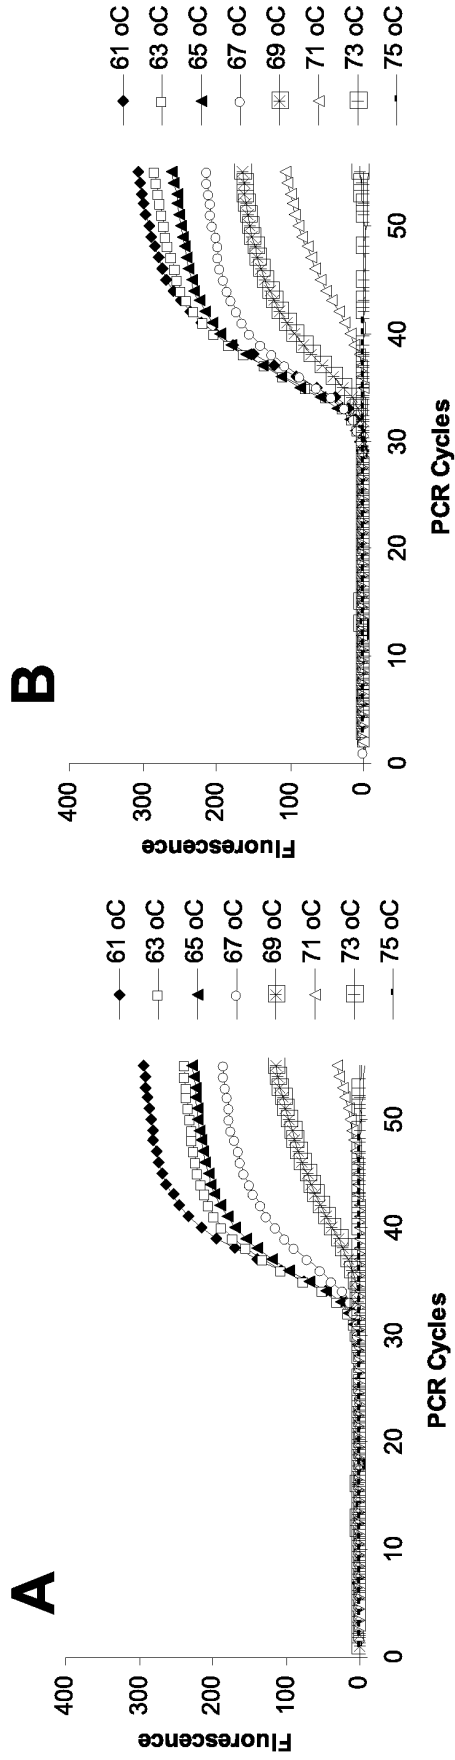 A
400
300
200
100
0
Fluorescence
0
10
20
30
40
50
PCR Cycles
61 oC
63 oC
65 oC
67 oC
69 oC
71 oC
73 oC
75 oC
B
400
300
200
100
0
Fluorescence
0
10
20
30
40
50
PCR Cycles
61 oC
63 oC
65 oC
67 oC
69 oC
71 oC
73 oC
75 oC